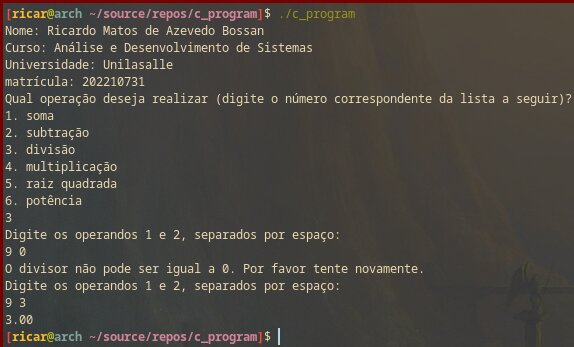 [ricar@arch ~/source/repos/c_program]$ ./c_program
Nome: Ricardo Matos de Azevedo Bossan
Curso: Análise e Desenvolvimento de Sistemas
Universidade: Unilasalle
matrícula: 202210731
Qual operação deseja realizar (digite o número correspondente da lista a seguir)?
1. soma
2. subtração
3. divisão
4. multiplicação
5. raiz quadrada
6. potência
3
Digite os operandos 1 e 2, separados por espaço:
9 0
O divisor não pode ser igual a 0. Por favor tente novamente.
Digite os operandos 1 e 2, separados por espaço:
9 3
3.00
[ricar@arch ~/source/repos/c_program]$